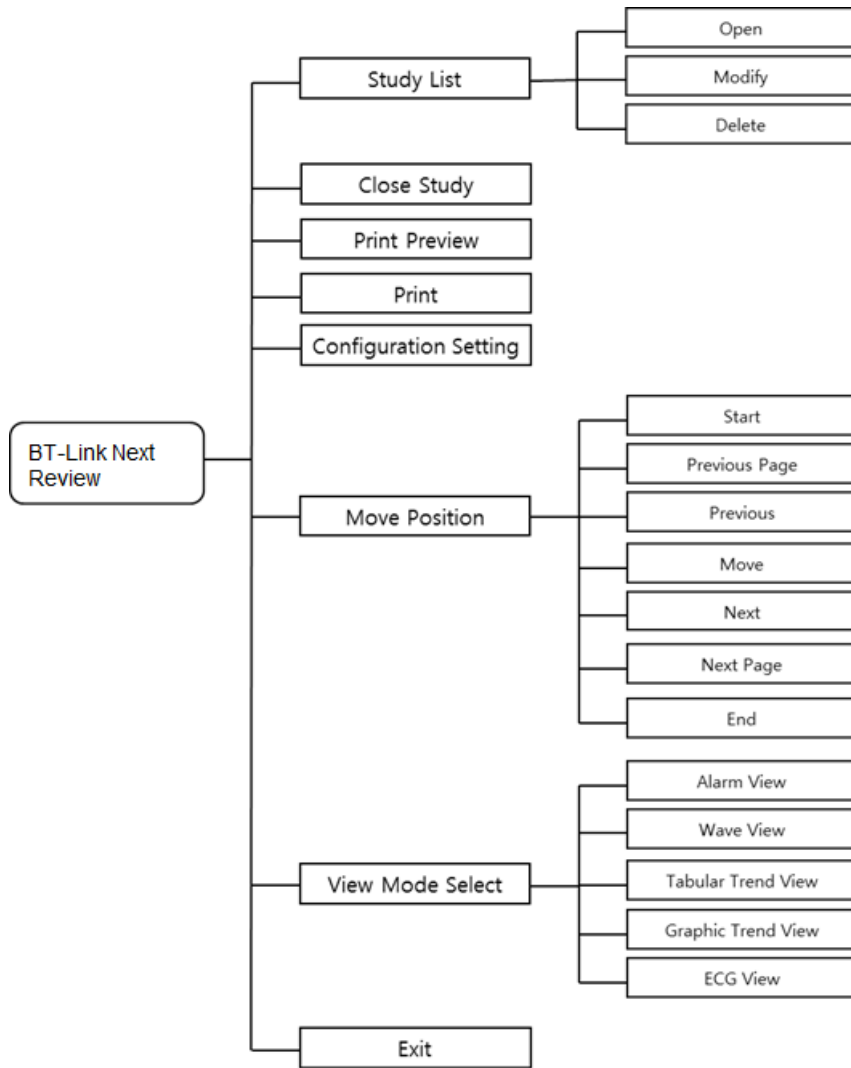 Open
Study List
Modify
Delete
Close Study
Print Preview
Print
Configuration Setting
BT-Link Next
Review
Start
Previous Page
Move Position
Previous
Move
Next
Next Page
End
Alarm View
Wave View
View Mode Select
Tabular Trend View
Graphic Trend View
ECG View
Exit